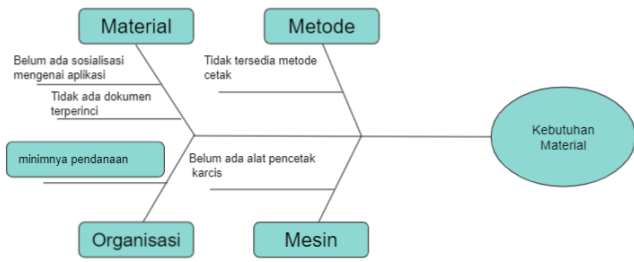 Material
Metode
Belum ada sosialisasi
mengenai aplikasi
Tidak tersedia metode
cetak
Tidak ada dokumen
terperinci
Kebutuhan
Material
minimnya pendanaan
Belum ada alat pencetak
karcis
Organisasi
Mesin